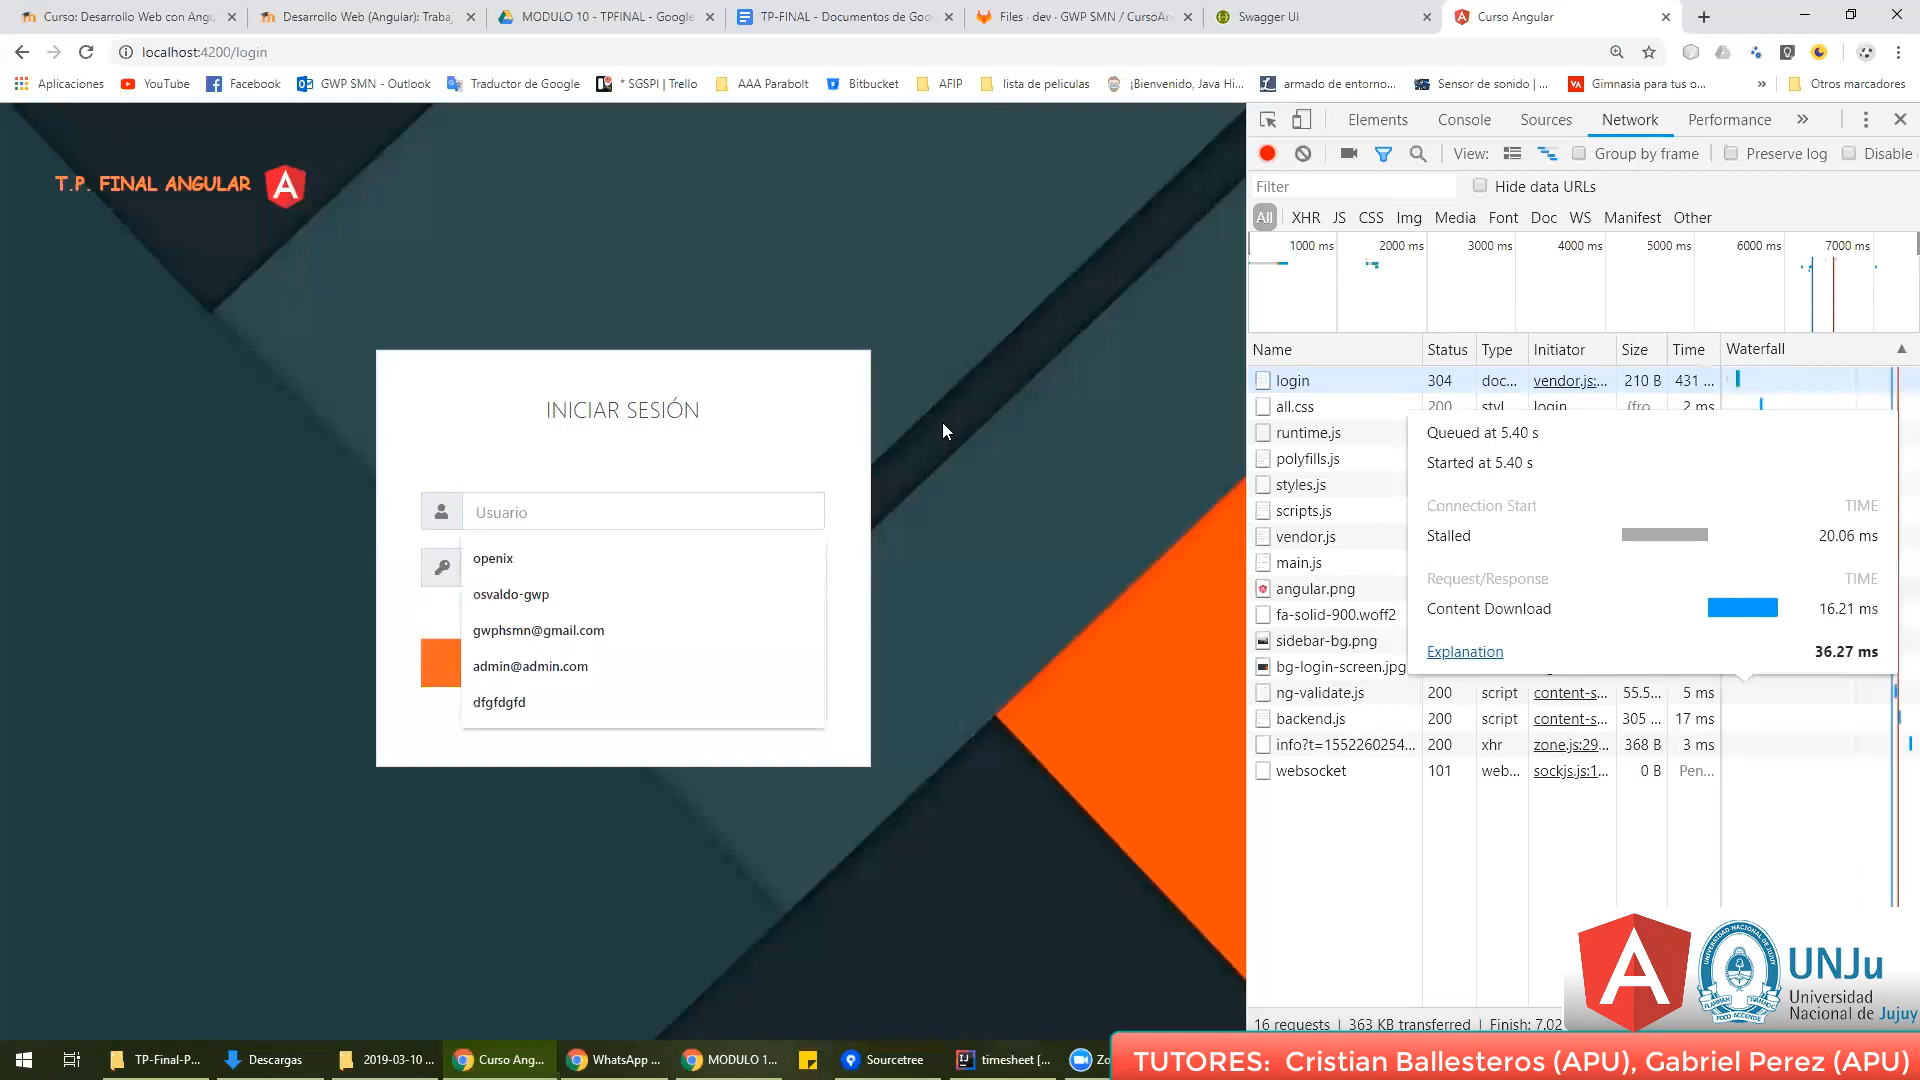 Curso: Desarrollo Web con Angu
Desarrollo Web (Angular): Traba
MODULO 10 - TPFINAL - Google
TP-FINAL - Documentos de Goo
Files · dev · GWP SMN / CursoAn
Swagger UI
Curso Angular
localhost:4200/login
Aplicaciones
YouTube
Facebook
GWP SMN - Outlook
Traductor de Google
* SGSPI | Trello
AAA Parabolt
Bitbucket
AFIP
lista de peliculas
¡Bienvenido, Java Hi...
armado de entorno...
Sensor de sonido | ...
Gimnasia para tus o...
»
Otros marcadores
T.P. FINAL ANGULAR
INICIAR SESIÓN
Usuario
openix
osvaldo-gwp
gwphsmn@gmail.com
admin@admin.com
dfgfdgfd
Elements Console Sources Network Performance »
View: Group by frame Preserve log Disable
Filter Hide data URLs
All XHR JS CSS Img Media Font Doc WS Manifest Other
1000 ms 2000 ms 3000 ms 4000 ms 5000 ms 6000 ms 7000 ms
Name Status Type Initiator Size Time Waterfall
login 304 doc... vendor.js:... 210 B 431 ...
all.css 200 styl login (fro 2 ms
runtime.js
polyfills.js
styles.js
scripts.js
vendor.js
main.js
angular.png
fa-solid-900.woff2
sidebar-bg.png
bg-login-screen.jpg
ng-validate.js 200 script content-s... 55.5... 5 ms
backend.js 200 script content-s... 305 ... 17 ms
info?t=1552260254... 200 xhr zone.js:29... 368 B 3 ms
websocket 101 web... sockjs.js:1... 0 B Pen...
Queued at 5.40 s
Started at 5.40 s
Connection Start TIME
Stalled 20.06 ms
Request/Response TIME
Content Download 16.21 ms
Explanation 36.27 ms
16 requests | 363 KB transferred | Finish: 7.02
UNJu
Universidad
Nacional de Jujuy
TP-Final-P...
Descargas
2019-03-10 ...
Curso Ang...
WhatsApp ...
MODULO 1...
Sourcetree
timesheet [...
Zo
TUTORES: Cristian Ballesteros (APU), Gabriel Perez (APU)